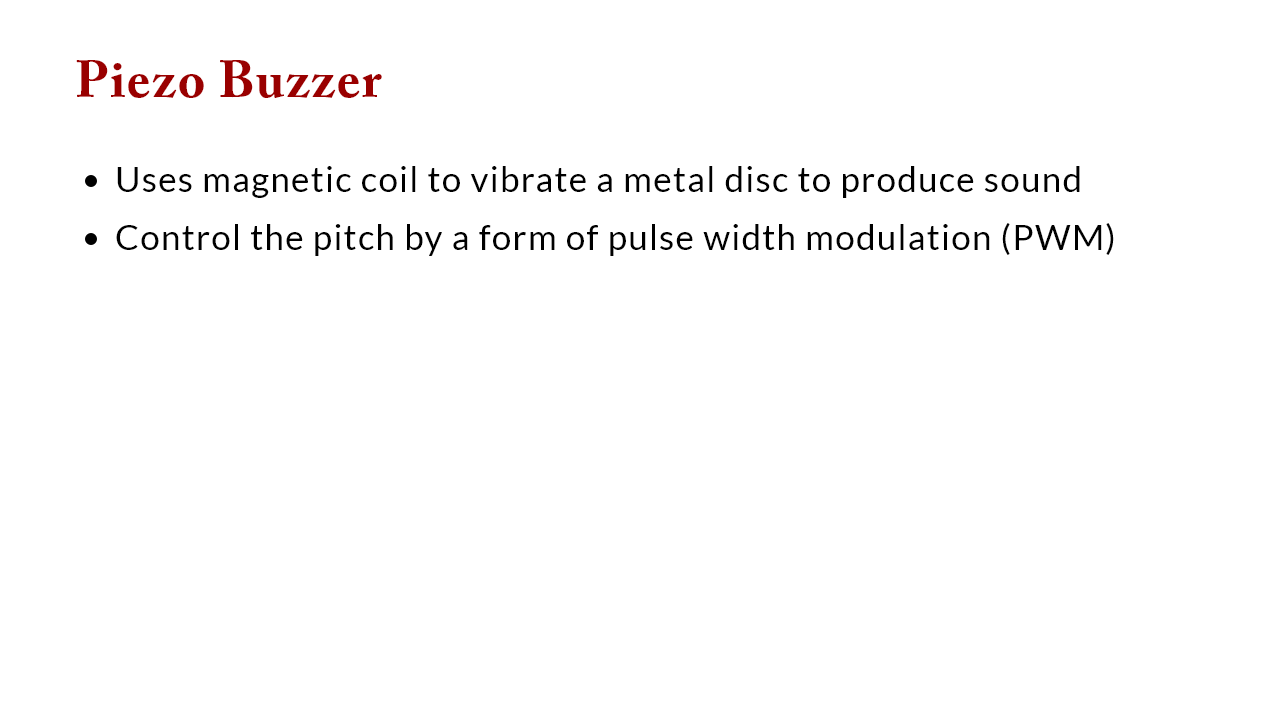 Piezo Buzzer
• Uses magnetic coil to vibrate a metal disc to produce sound
• Control the pitch by a form of pulse width modulation (PWM)